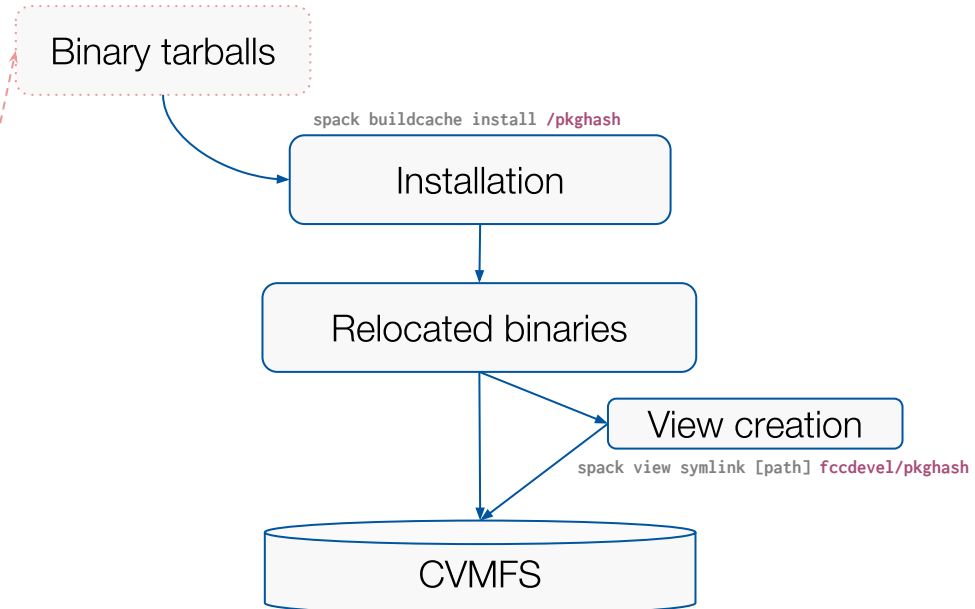 Binary tarballs
spack buildcache install /pkghash
Installation
Relocated binaries
View creation
spack view symlink [path] fccdevel/pkghash
CVMFS